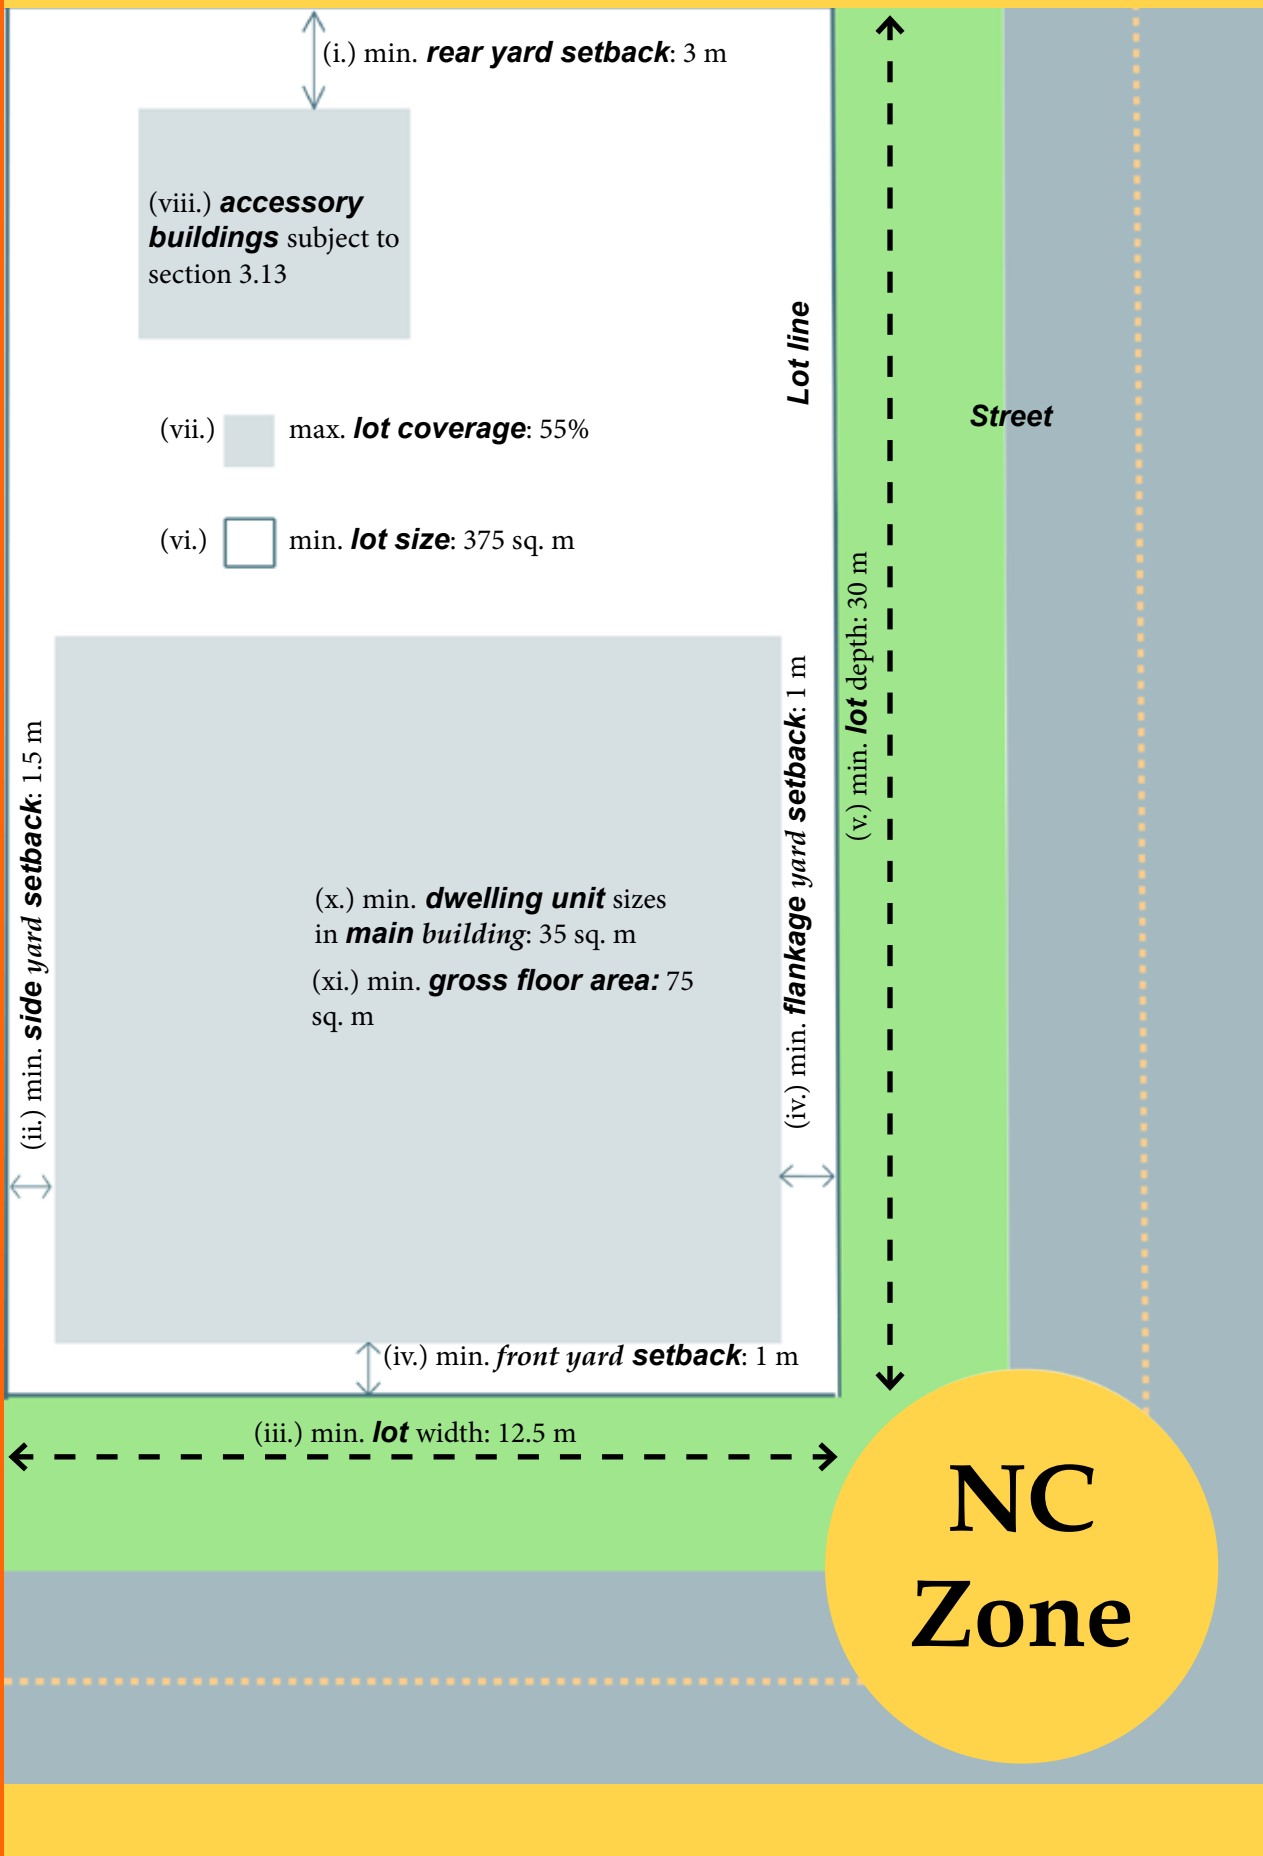 (i.) min. rear yard setback: 3 m
(viii.) accessory
buildings subject to
section 3.13
Lot line
Street
(vii.) max. lot coverage: 55%
(vi.) min. lot size: 375 sq. m
(v.) min. lot depth: 30 m
(ii.) min. side yard setback: 1.5 m
(x.) min. dwelling unit sizes
in main building: 35 sq. m
(xi.) min. gross floor area: 75
sq. m
(iv.) min. flankage yard setback: 1 m
(iv.) min. front yard setback: 1 m
(iii.) min. lot width: 12.5 m
NC
Zone